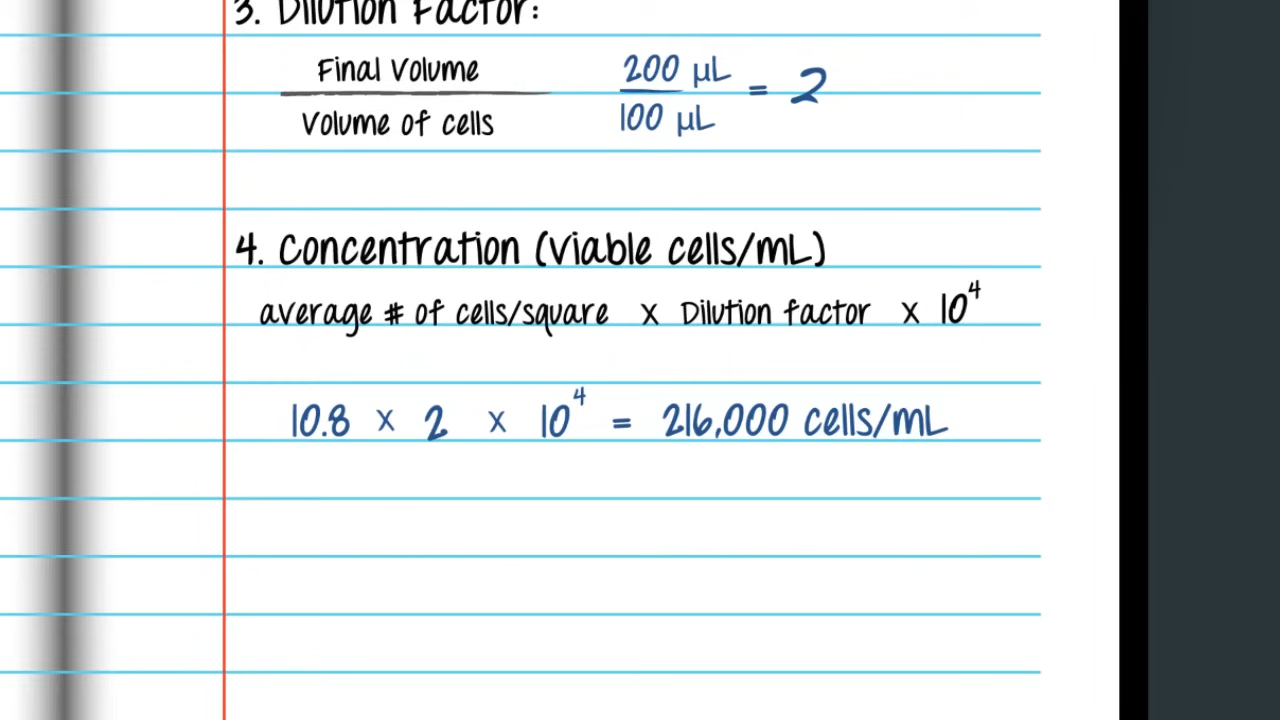 3. Dilution Factor:
Final Volume 200 µL = 2
Volume of cells 100 µL
4. Concentration (viable cells/mL)
average # of cells/square x Dilution factor x 10⁴
10.8 x 2 x 10⁴ = 216,000 cells/mL